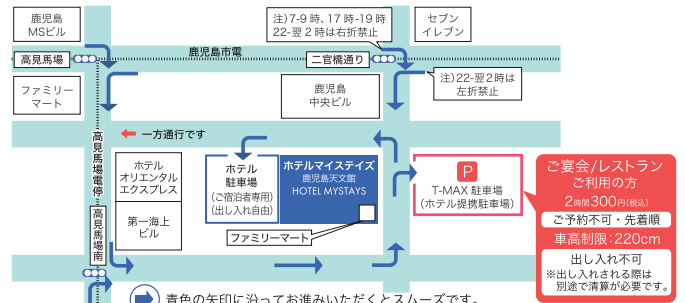 鹿児島
MSビル
注）7-9時、17時-19時
22-翌2時は右折禁止
セブン
イレブン
高見馬場
鹿児島市電
二官橋通り
ファミリー
マート
鹿児島
中央ビル
注）22-翌2時は
左折禁止
高見馬場電停
一方通行です
ホテル
オリエンタル
エクスプレス
第一海上
ビル
ホテル
駐車場
（ご宿泊者専用）
（出し入れ自由）
ホテルマイステイズ
鹿児島天文館
HOTEL MYSTAYS
ファミリーマート
P
T-MAX 駐車場
（ホテル提携駐車場）
ご宴会/レストラン
ご利用の方
2時間300円（税込）
ご予約不可・先着順
車高制限：220cm
出し入れ不可
※出し入れされる際は
別途で清算が必要です。
高見馬場南
青色の矢印に沿ってお進みいただくとスムーズです。